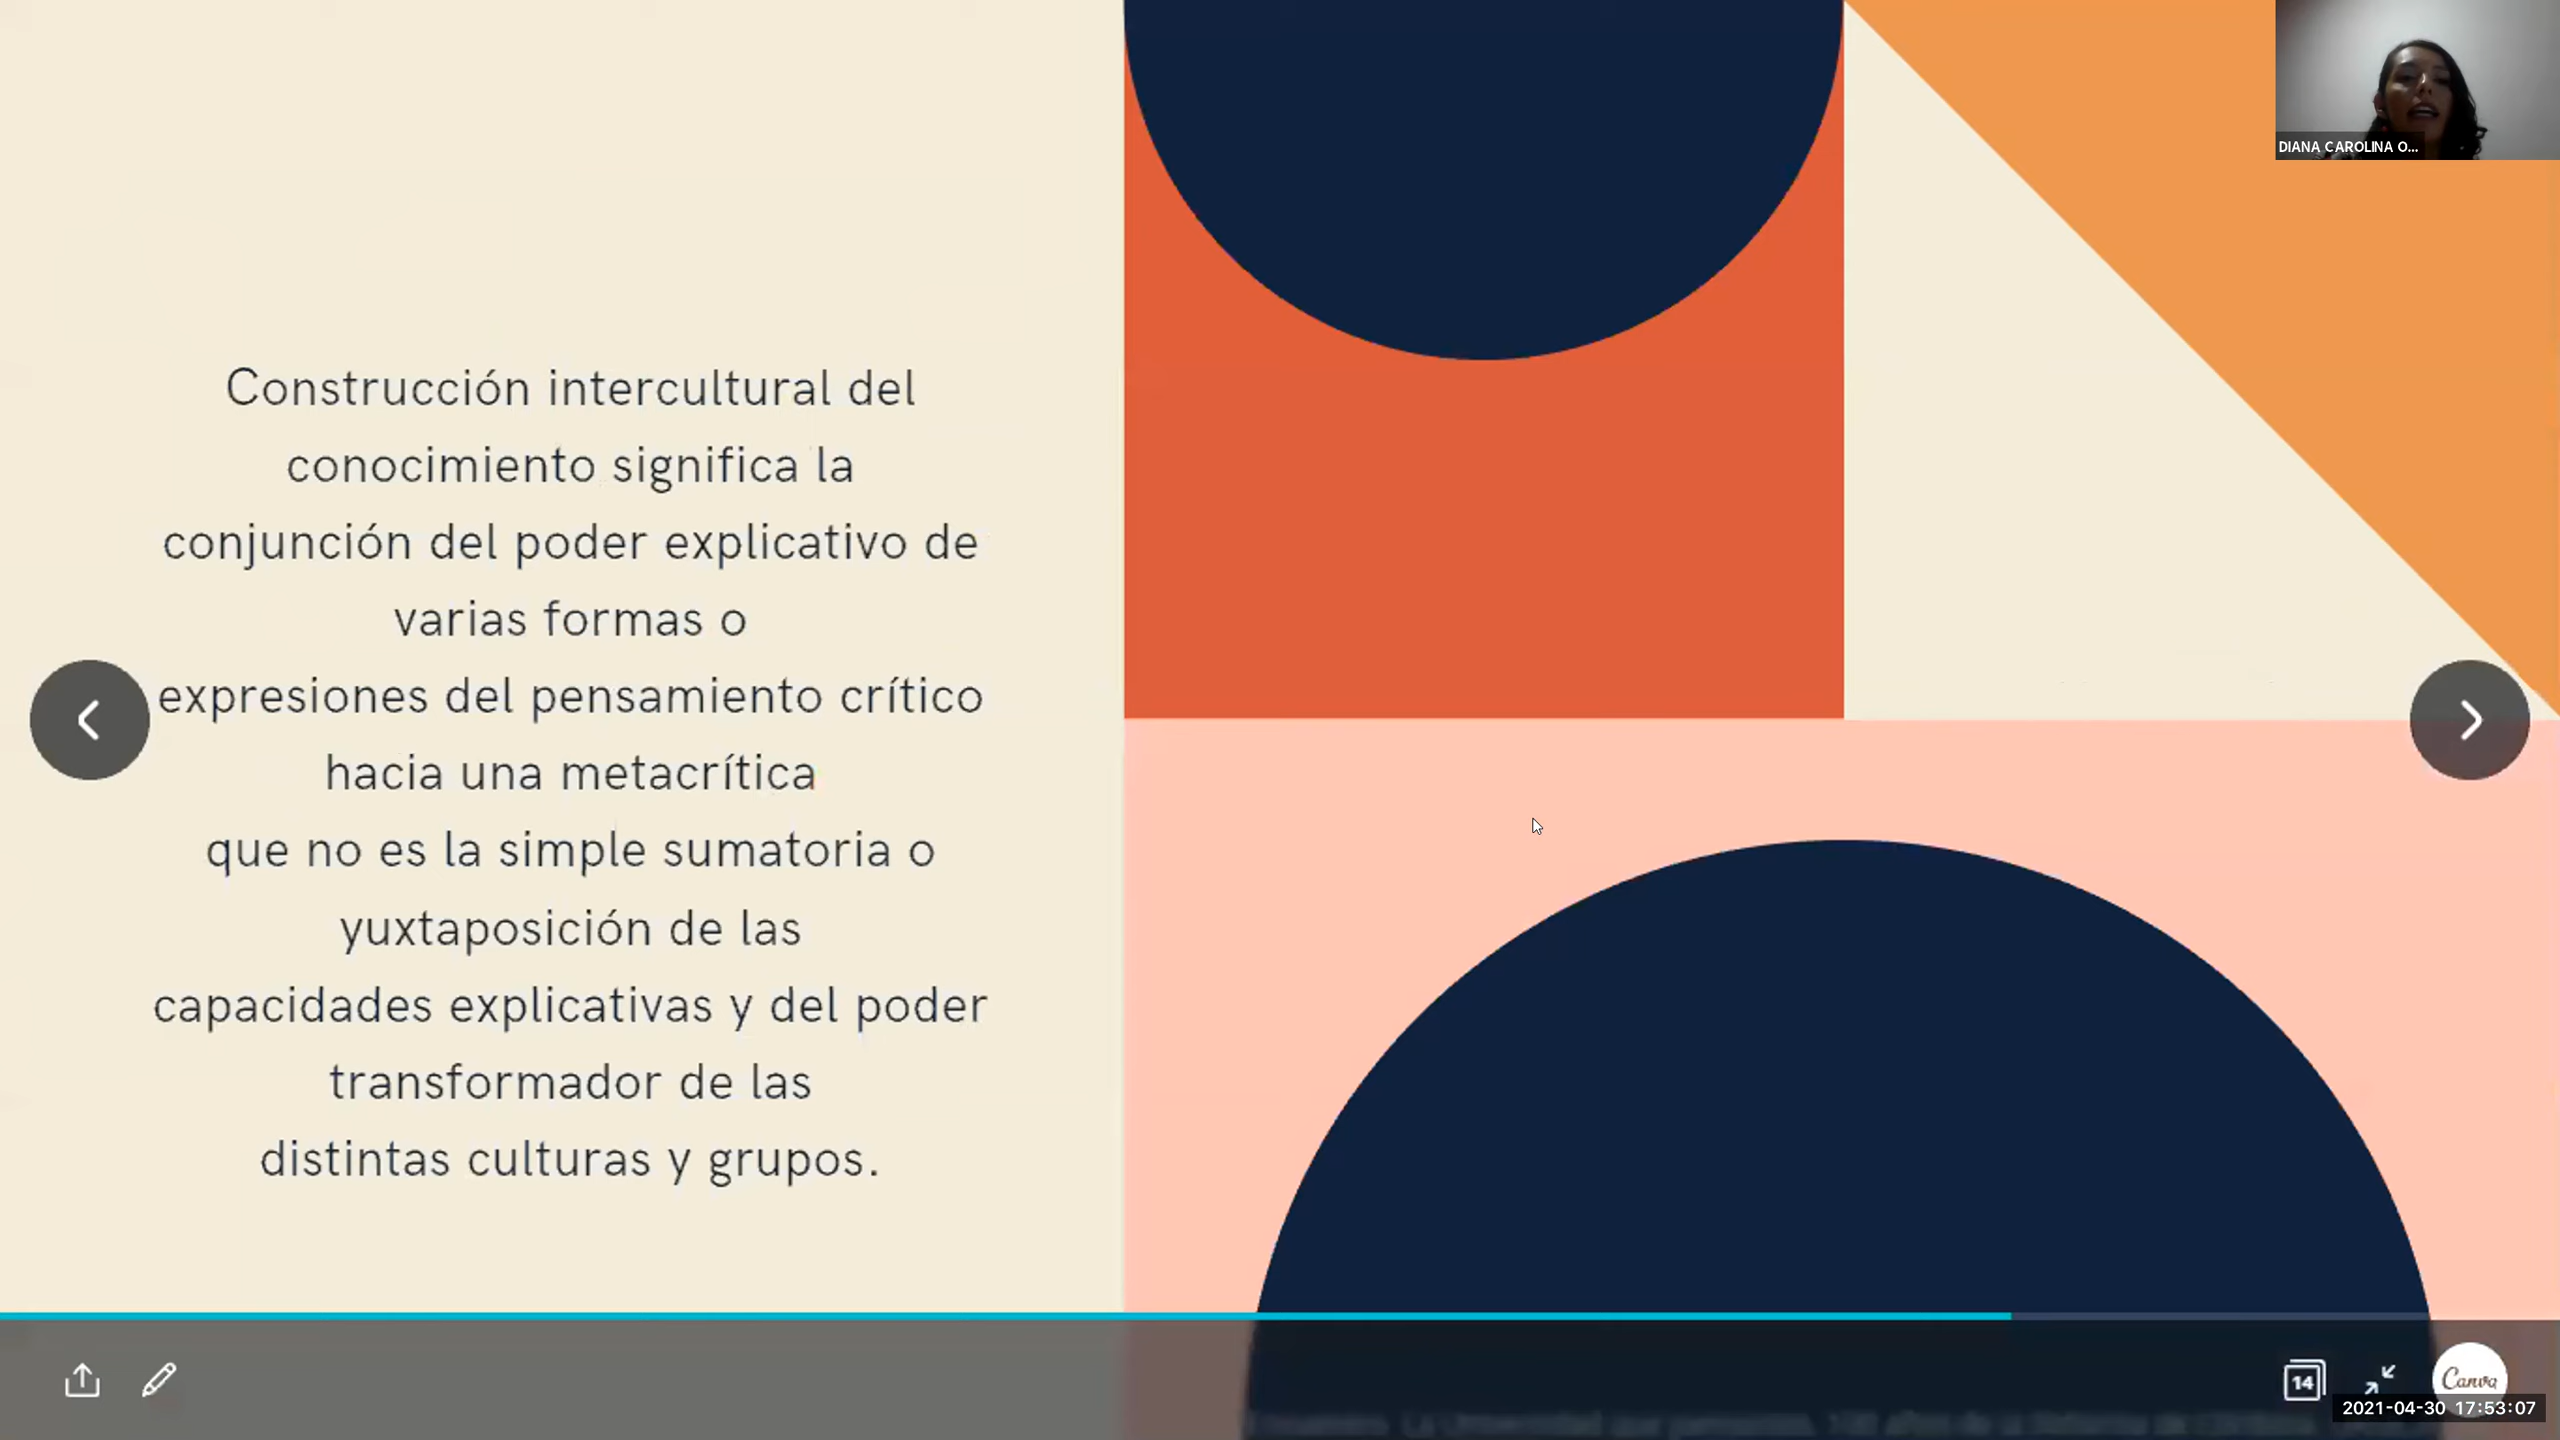 DIANA CAROLINA O...
Construcción intercultural del
conocimiento significa la
conjunción del poder explicativo de
varias formas o
expresiones del pensamiento crítico
hacia una metacrítica
que no es la simple sumatoria o
yuxtaposición de las
capacidades explicativas y del poder
transformador de las
distintas culturas y grupos.
14
Canva
2021-04-30 17:53:07